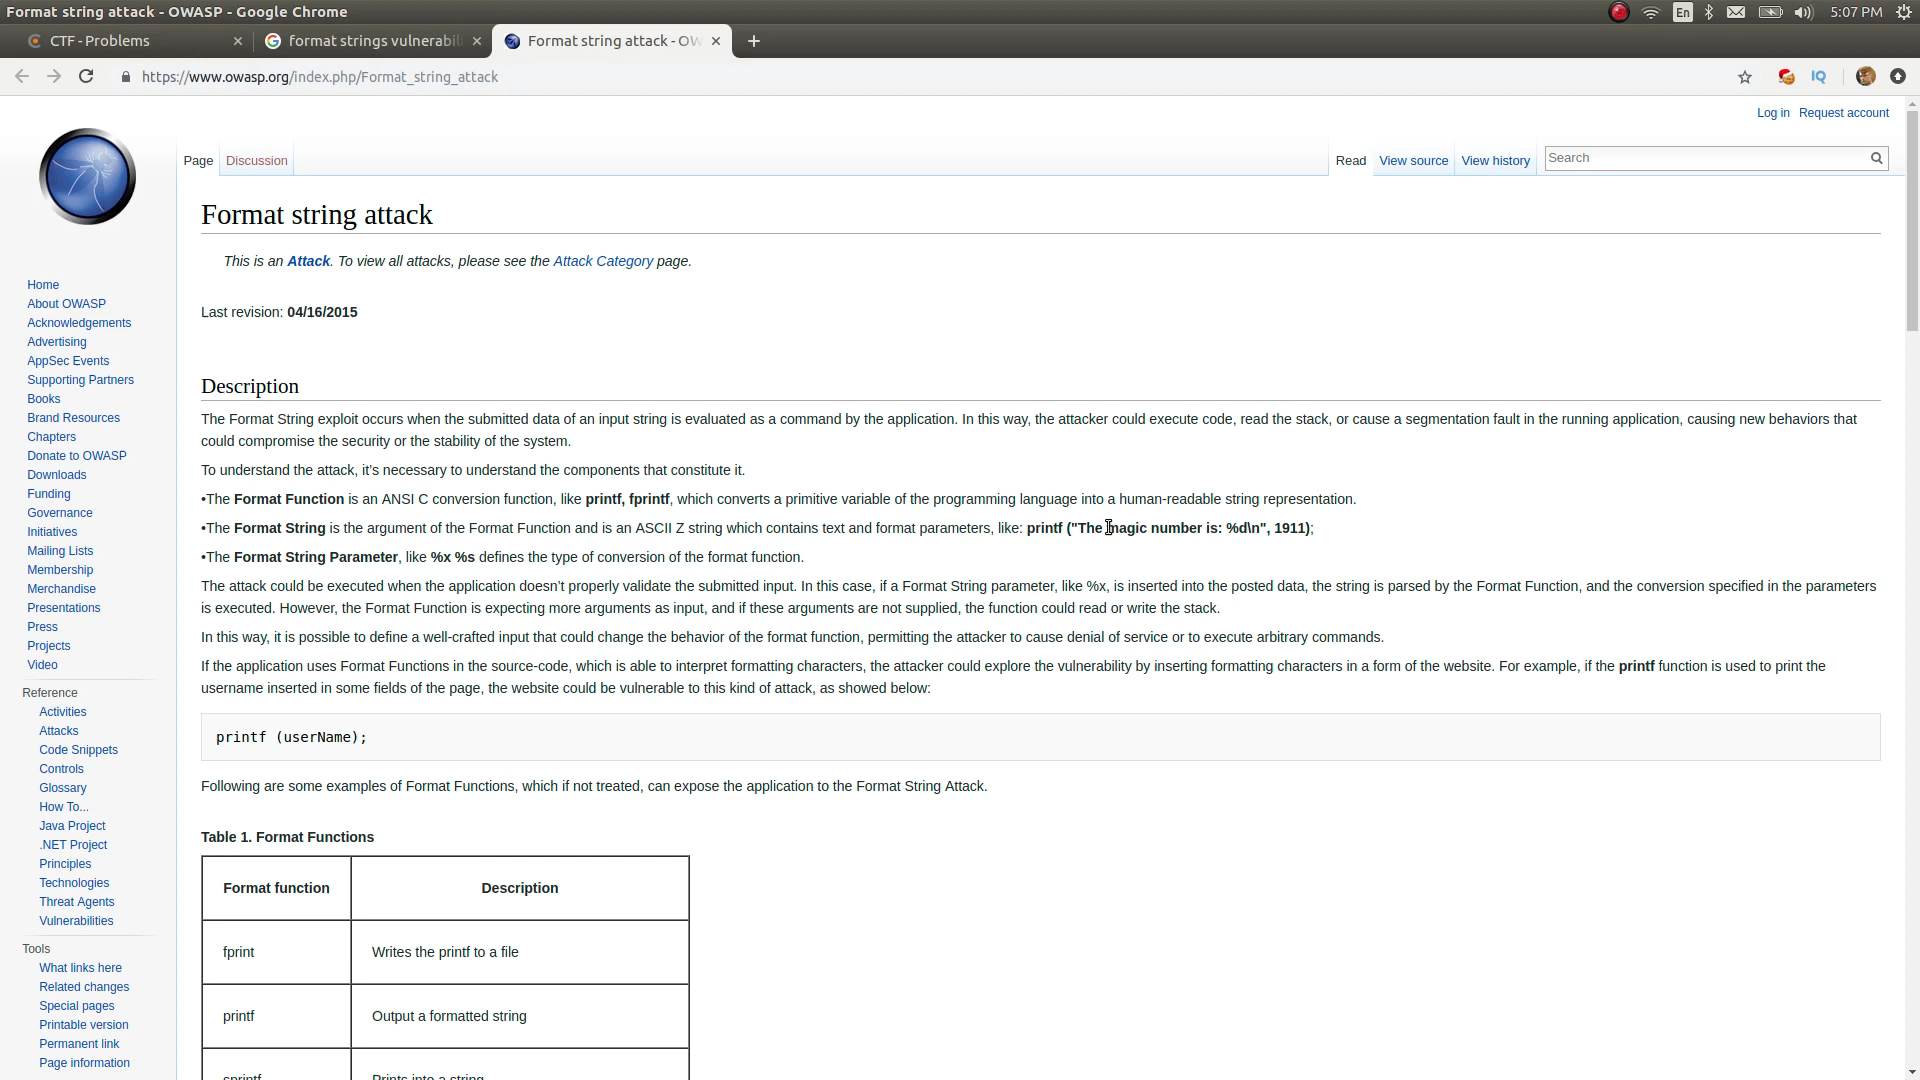 Format string attack - OWASP - Google Chrome
En
5:07 PM
CTF - Problems
format strings vulnerabil
Format string attack - OW
https://www.owasp.org/index.php/Format_string_attack
IQ
Log in Request account
Page Discussion
Read View source View history
Search
Format string attack
This is an Attack. To view all attacks, please see the Attack Category page.
Last revision: 04/16/2015
Description
The Format String exploit occurs when the submitted data of an input string is evaluated as a command by the application. In this way, the attacker could execute code, read the stack, or cause a segmentation fault in the running application, causing new behaviors that
could compromise the security or the stability of the system.
To understand the attack, it's necessary to understand the components that constitute it.
•The Format Function is an ANSI C conversion function, like printf, fprintf, which converts a primitive variable of the programming language into a human-readable string representation.
•The Format String is the argument of the Format Function and is an ASCII Z string which contains text and format parameters, like: printf ("The magic number is: %d\n", 1911);
•The Format String Parameter, like %x %s defines the type of conversion of the format function.
The attack could be executed when the application doesn't properly validate the submitted input. In this case, if a Format String parameter, like %x, is inserted into the posted data, the string is parsed by the Format Function, and the conversion specified in the parameters
is executed. However, the Format Function is expecting more arguments as input, and if these arguments are not supplied, the function could read or write the stack.
In this way, it is possible to define a well-crafted input that could change the behavior of the format function, permitting the attacker to cause denial of service or to execute arbitrary commands.
If the application uses Format Functions in the source-code, which is able to interpret formatting characters, the attacker could explore the vulnerability by inserting formatting characters in a form of the website. For example, if the printf function is used to print the
username inserted in some fields of the page, the website could be vulnerable to this kind of attack, as showed below:
printf (userName);
Following are some examples of Format Functions, which if not treated, can expose the application to the Format String Attack.
Table 1. Format Functions
Format function Description
fprint Writes the printf to a file
printf Output a formatted string
sprintf Prints into a string
Home
About OWASP
Acknowledgements
Advertising
AppSec Events
Supporting Partners
Books
Brand Resources
Chapters
Donate to OWASP
Downloads
Funding
Governance
Initiatives
Mailing Lists
Membership
Merchandise
Presentations
Press
Projects
Video
Reference
Activities
Attacks
Code Snippets
Controls
Glossary
How To...
Java Project
.NET Project
Principles
Technologies
Threat Agents
Vulnerabilities
Tools
What links here
Related changes
Special pages
Printable version
Permanent link
Page information